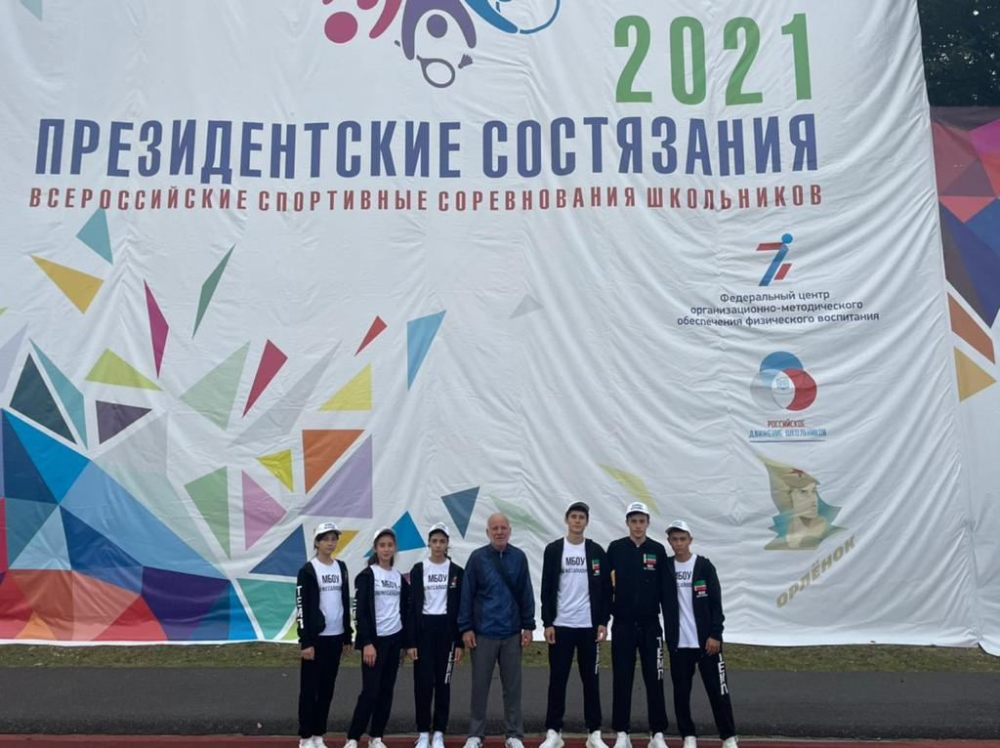 2021
ПРЕЗИДЕНТСКИЕ СОСТЯЗАНИЯ
ВСЕРОССИЙСКИЕ СПОРТИВНЫЕ СОРЕВНОВАНИЯ ШКОЛЬНИКОВ
Федеральный центр
организационно-методического
обеспечения физического воспитания
РОССИЙСКОЕ
ДВИЖЕНИЕ ШКОЛЬНИКОВ
ОРЛЁНОК
МБОУ
МБОУ
МБОУ